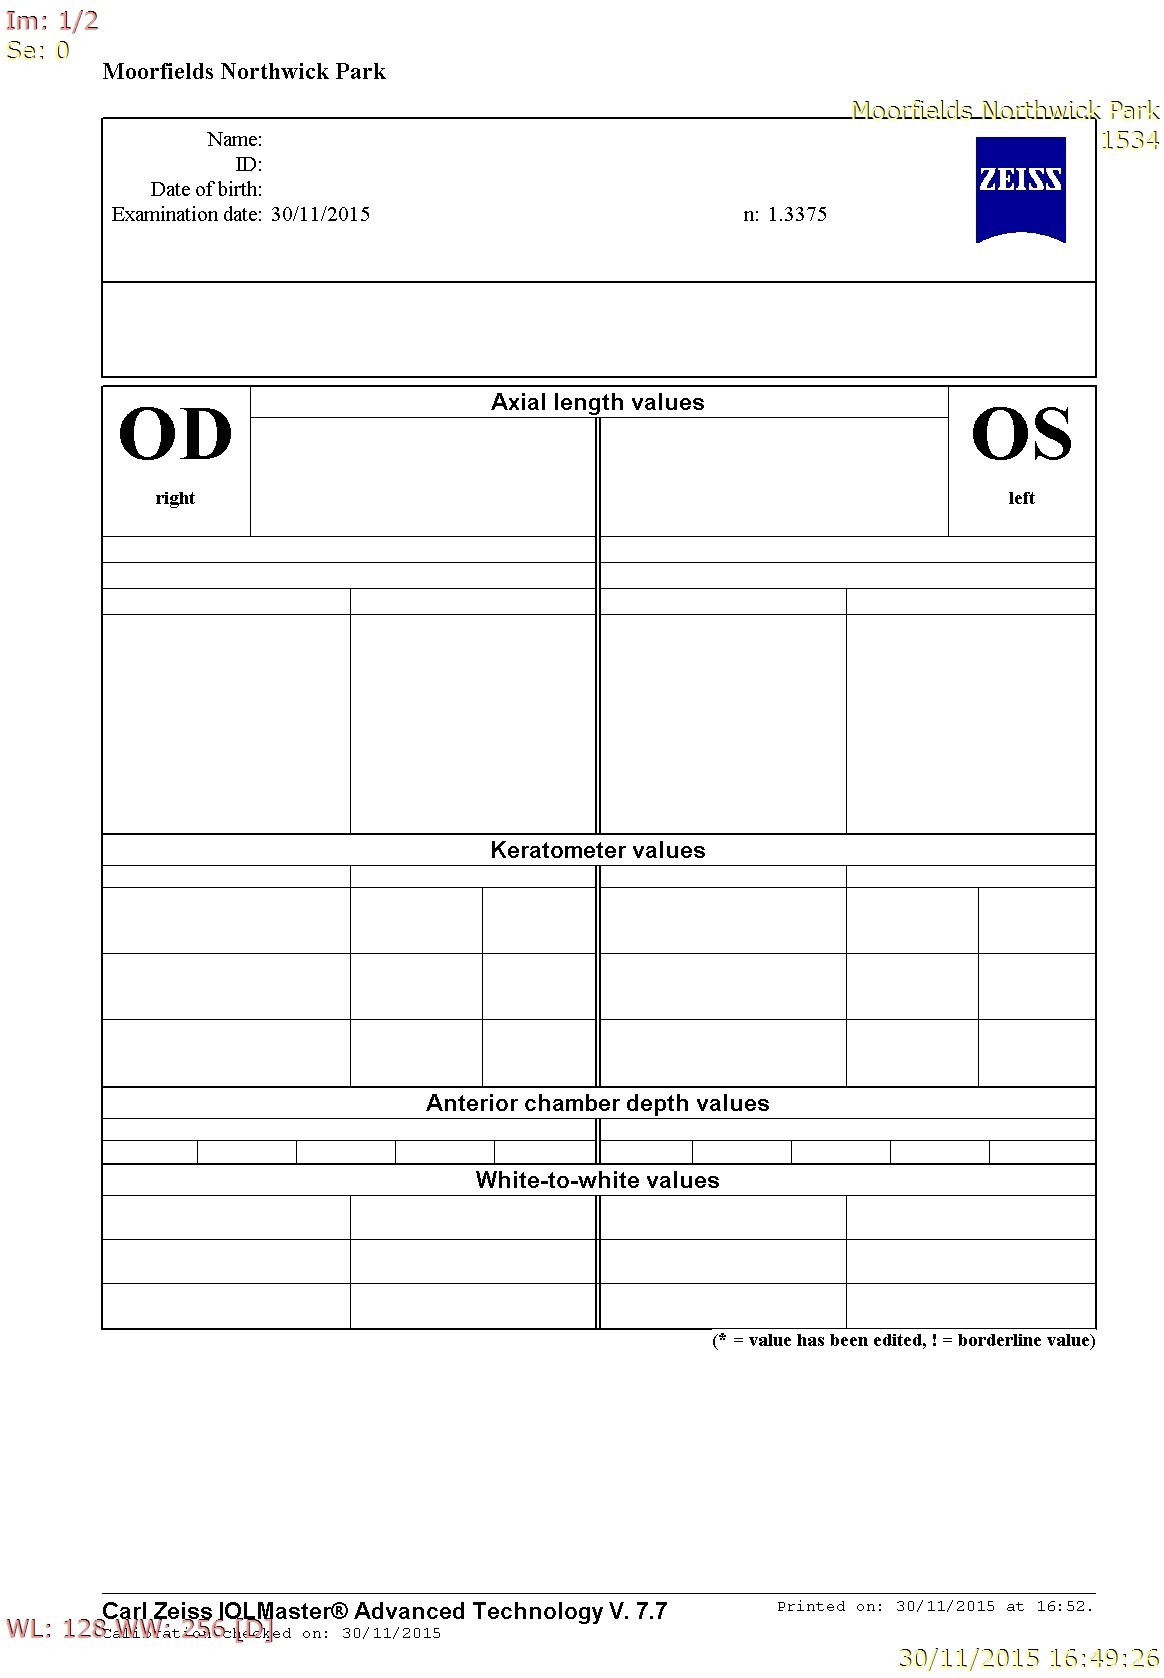 Im: 1/2
Se: 0
Moorfields Northwick Park
Moorfields Northwick Park
1534
Name:
ID:
Date of birth:
Examination date: 30/11/2015
n: 1.3375
ZEISS
OD
right
Axial length values
OS
left
Keratometer values
Anterior chamber depth values
White-to-white values
(* = value has been edited, ! = borderline value)
Carl Zeiss IOLMaster® Advanced Technology V. 7.7
Printed on: 30/11/2015 at 16:52.
WL: 128 WW: 256 [D]
Calibration checked on: 30/11/2015
30/11/2015 16:49:26